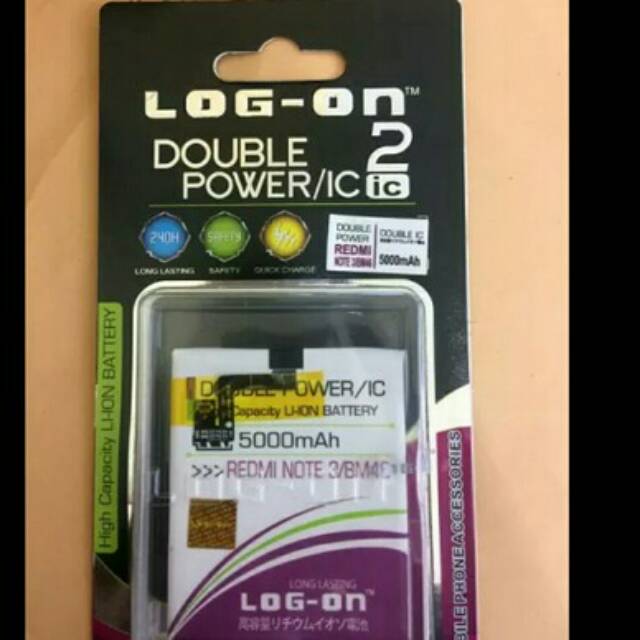 LOG-ON™
DOUBLE
POWER/IC
2
ic
240H
SAFETY
LONG LASTING
SAFETY
QUICK CHARGE
DOUBLE
POWER
REDMI
NOTE 3/BM46
DOUBLE IC
5000mAh
High Capacity LI-ION BATTERY
DOUBLE POWER/IC
Capacity LI-ION BATTERY
5000mAh
>>>REDMI NOTE 3/BM46
LONG LASTING
LOG-ON™
高容量リチウムイオン電池
BILE PHONE ACCESSORIES